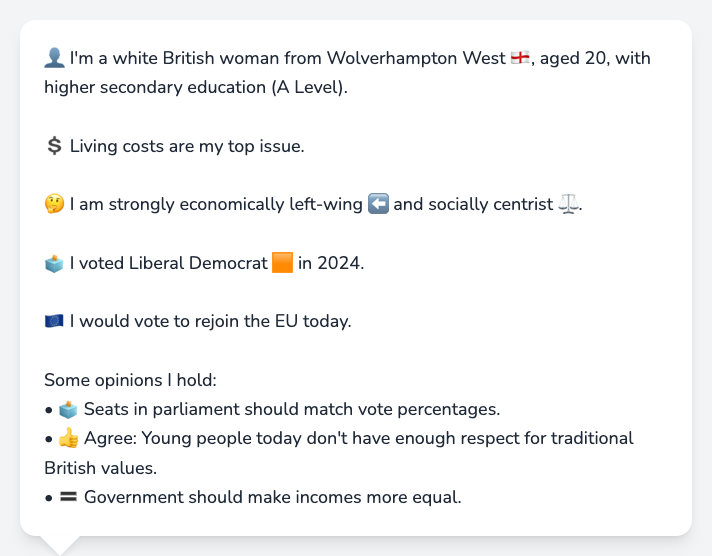 👤 I'm a white British woman from Wolverhampton West 🏴󠁧󠁢󠁥󠁮󠁧󠁿, aged 20, with
higher secondary education (A Level).
💲 Living costs are my top issue.
🤔 I am strongly economically left-wing ⬅️ and socially centrist ⚖️.
🗳️ I voted Liberal Democrat 🟧 in 2024.
🇪🇺 I would vote to rejoin the EU today.
Some opinions I hold:
• 🗳️ Seats in parliament should match vote percentages.
• 👍 Agree: Young people today don't have enough respect for traditional
British values.
• 🟰 Government should make incomes more equal.